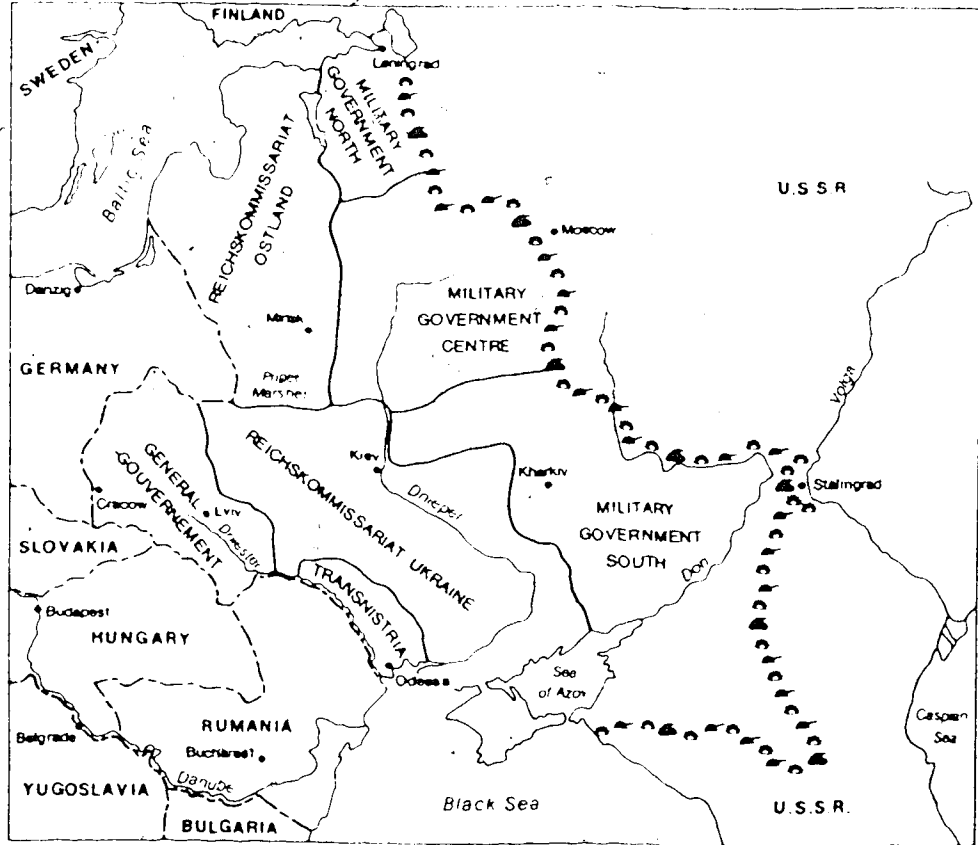 FINLAND
SWEDEN
Leningrad
MILITARY
GOVERNMENT
NORTH
Baltic Sea
REICHSKOMMISSARIAT
OSTLAND
U.S.S.R
Moscow
Danzig
Minsk
MILITARY
GOVERNMENT
CENTRE
GERMANY
Pripet
Marshes
Volga
Kiev
Kharkiv
Stalingrad
GENERAL
GOUVERNEMENT
REICHSKOMMISSARIAT UKRAINE
Cracow
Lviv
Dniester
Dnieper
MILITARY
GOVERNMENT
SOUTH
Don
SLOVAKIA
TRANSNISTRIA
Budapest
HUNGARY
Odessa
Sea
of Azov
RUMANIA
Caspian
Sea
Belgrade
Bucharest
YUGOSLAVIA
Danube
Black Sea
U.S.S.R.
BULGARIA